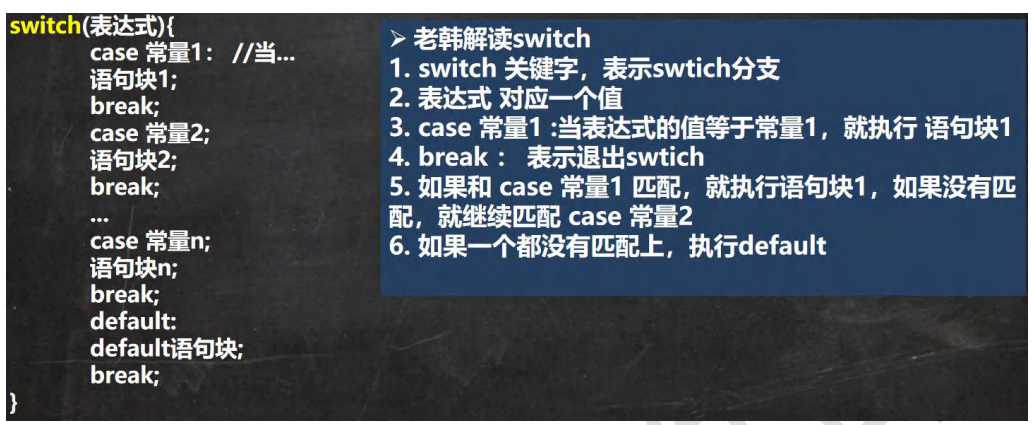 switch(表达式){
case 常量1： //当...
语句块1;
break;
case 常量2;
语句块2;
break;
...
case 常量n;
语句块n;
break;
default:
default语句块;
break;
}
➢ 老韩解读switch
1. switch 关键字，表示swtich分支
2. 表达式 对应一个值
3. case 常量1 :当表达式的值等于常量1，就执行 语句块1
4. break ： 表示退出swtich
5. 如果和 case 常量1 匹配，就执行语句块1，如果没有匹
配，就继续匹配 case 常量2
6. 如果一个都没有匹配上，执行default